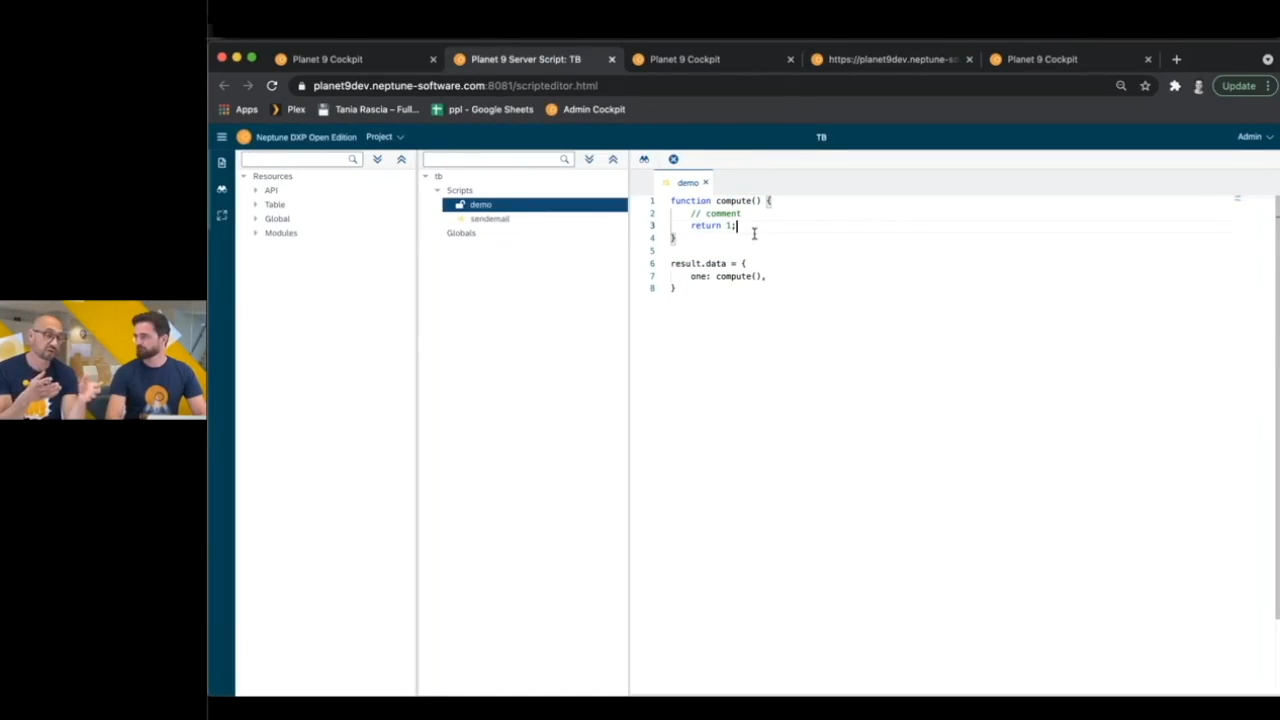 Planet 9 Cockpit
Planet 9 Server Script: TB
Planet 9 Cockpit
https://planet9dev.neptune-so
Planet 9 Cockpit
planet9dev.neptune-software.com:8081/scripteditor.html
Update
Apps
Plex
Tania Rascia – Full...
ppl - Google Sheets
Admin Cockpit
Neptune DXP Open Edition
Project
TB
Admin
Resources
API
Table
Global
Modules
tb
Scripts
demo
sendemail
Globals
demo
1 function compute() {
2 // comment
3 return 1;
4 }
5
6 result.data = {
7 one: compute(),
8 }